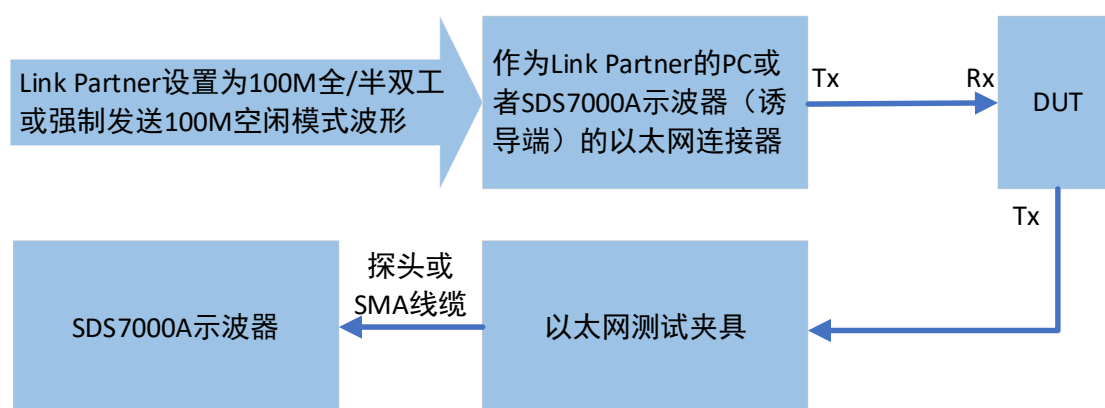 Link Partner设置为100M全/半双工
或强制发送100M空闲模式波形
作为Link Partner的PC或
者SDS7000A示波器（诱
导端）的以太网连接器
Tx
Rx
DUT
Tx
SDS7000A示波器
探头或
SMA线缆
以太网测试夹具